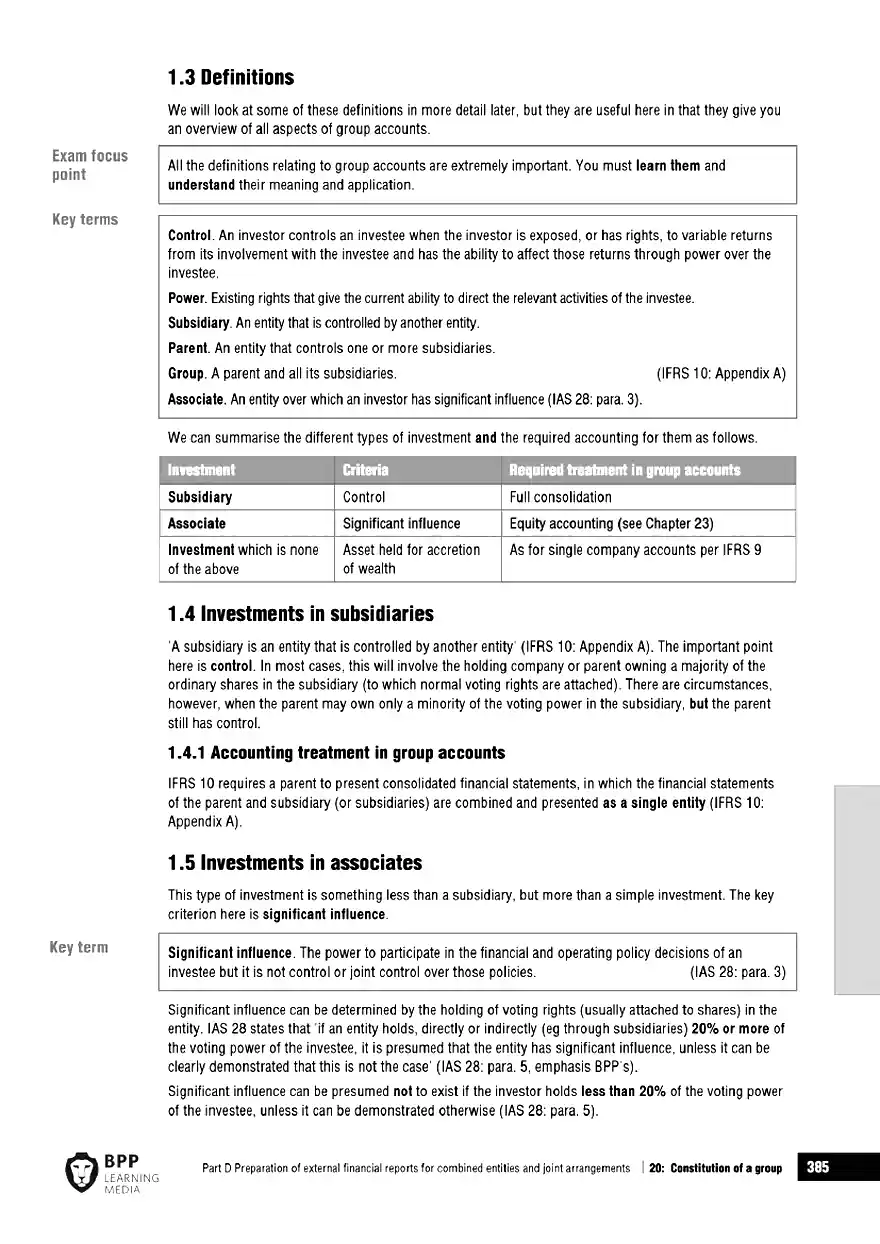 1.3 Definitions
We will look at some of these definitions in more detail later, but they are useful here in that they give you
an overview of all aspects of group accounts.
Exam focus
point
All the definitions relating to group accounts are extremely important. You must learn them and
understand their meaning and application.
Key terms
Control. An investor controls an investee when the investor is exposed, or has rights, to variable returns
from its involvement with the investee and has the ability to affect those returns through power over the
investee.
Power. Existing rights that give the current ability to direct the relevant activities of the investee.
Subsidiary. An entity that is controlled by another entity.
Parent. An entity that controls one or more subsidiaries.
Group. A parent and all its subsidiaries. (IFRS 10: Appendix A)
Associate. An entity over which an investor has significant influence (IAS 28: para. 3).
We can summarise the different types of investment and the required accounting for them as follows.
Investment Criteria Required treatment in group accounts
Subsidiary Control Full consolidation
Associate Significant influence Equity accounting (see Chapter 23)
Investment which is none Asset held for accretion As for single company accounts per IFRS 9
of the above of wealth
1.4 Investments in subsidiaries
'A subsidiary is an entity that is controlled by another entity' (IFRS 10: Appendix A). The important point
here is control. In most cases, this will involve the holding company or parent owning a majority of the
ordinary shares in the subsidiary (to which normal voting rights are attached). There are circumstances,
however, when the parent may own only a minority of the voting power in the subsidiary, but the parent
still has control.
1.4.1 Accounting treatment in group accounts
IFRS 10 requires a parent to present consolidated financial statements, in which the financial statements
of the parent and subsidiary (or subsidiaries) are combined and presented as a single entity (IFRS 10:
Appendix A).
1.5 Investments in associates
This type of investment is something less than a subsidiary, but more than a simple investment. The key
criterion here is significant influence.
Key term
Significant influence. The power to participate in the financial and operating policy decisions of an
investee but it is not control or joint control over those policies. (IAS 28: para. 3)
Significant influence can be determined by the holding of voting rights (usually attached to shares) in the
entity. IAS 28 states that 'if an entity holds, directly or indirectly (eg through subsidiaries) 20% or more of
the voting power of the investee, it is presumed that the entity has significant influence, unless it can be
clearly demonstrated that this is not the case' (IAS 28: para. 5, emphasis BPP's).
Significant influence can be presumed not to exist if the investor holds less than 20% of the voting power
of the investee, unless it can be demonstrated otherwise (IAS 28: para. 5).
BPP
LEARNING
MEDIA
Part D Preparation of external financial reports for combined entities and joint arrangements | 20: Constitution of a group 385